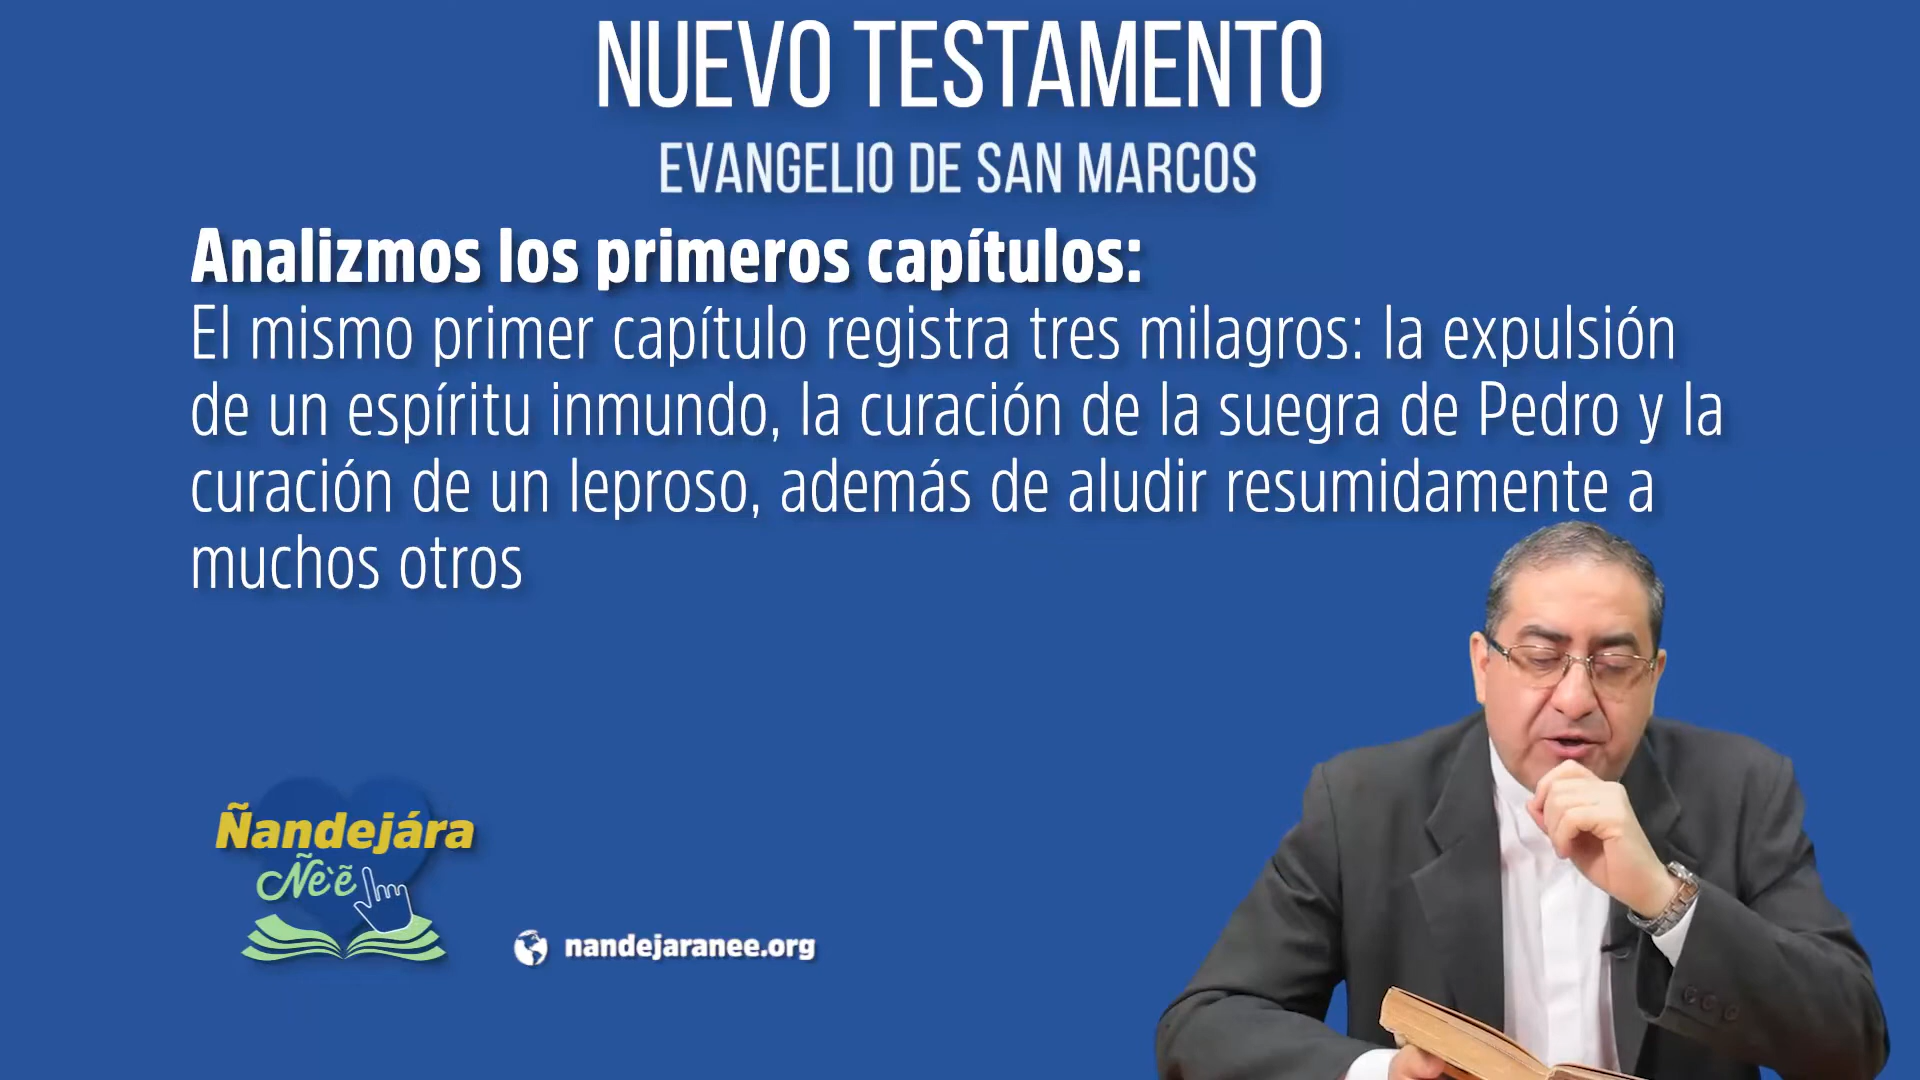 NUEVO TESTAMENTO
EVANGELIO DE SAN MARCOS
Analizmos los primeros capítulos:
El mismo primer capítulo registra tres milagros: la expulsión
de un espíritu inmundo, la curación de la suegra de Pedro y la
curación de un leproso, además de aludir resumidamente a
muchos otros
Ñandejára
Ñe'ẽ
nandejaranee.org